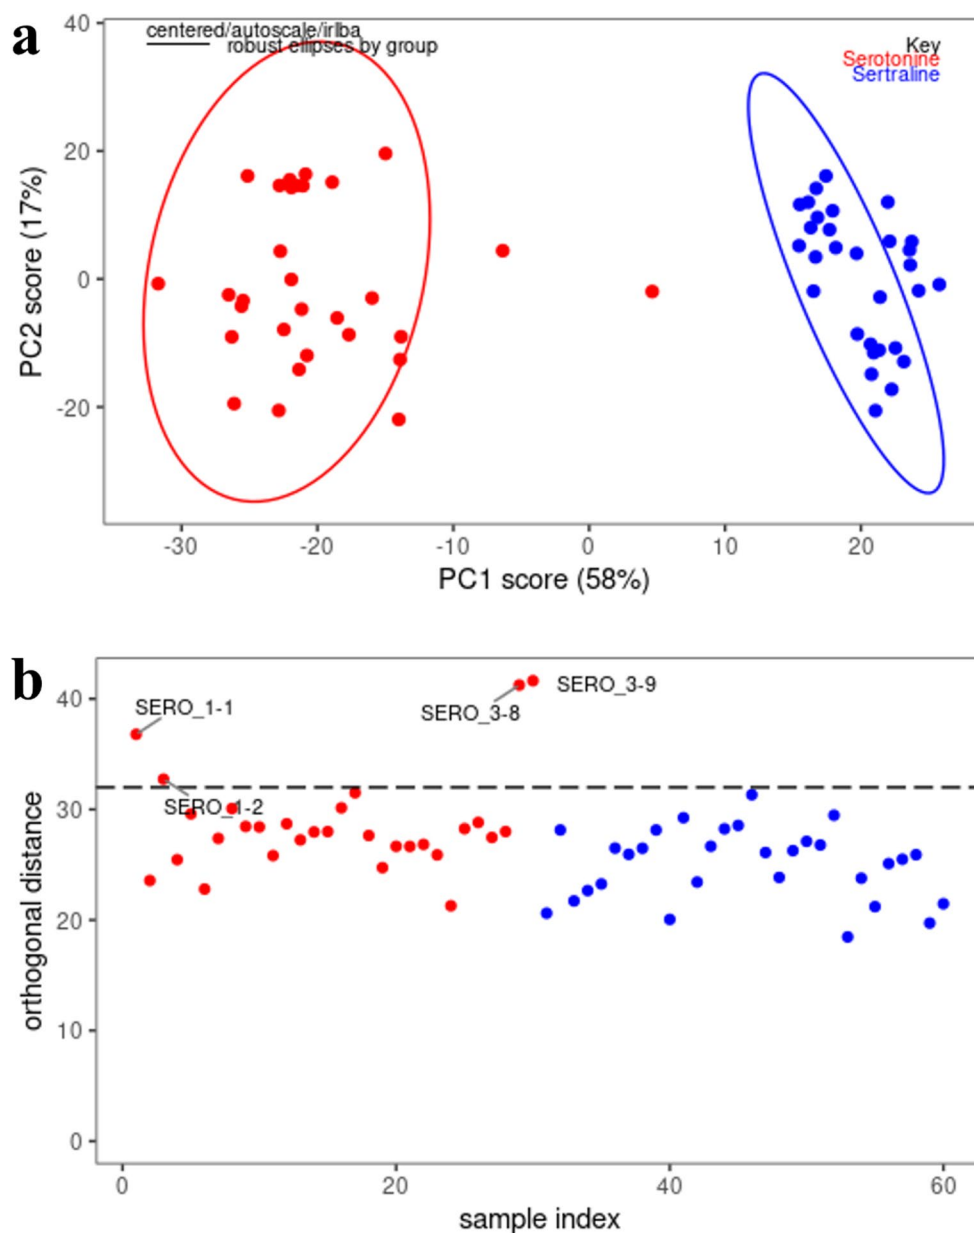 a
centered/autoscale/irlba
robust ellipses by group
Key
Serotonine
Sertraline
40
20
0
-20
PC2 score (17%)
-30
-20
-10
0
10
20
PC1 score (58%)
b
SERO_1-1
SERO_3-9
SERO_3-8
SERO_1-2
40
30
20
10
0
orthogonal distance
0
20
40
60
sample index